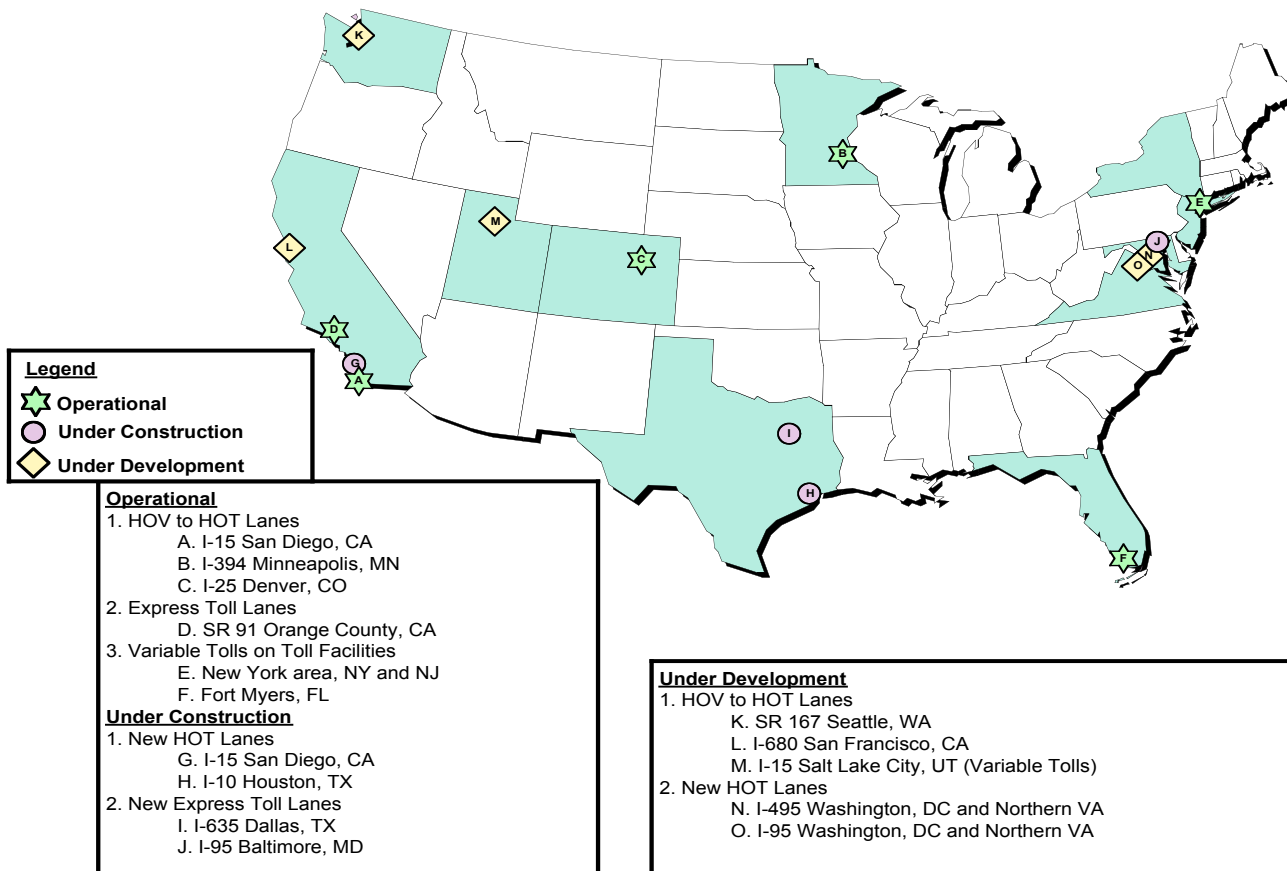 K
B
E
M
J
L
C
N
O
D
G
A
I
H
F
Legend
Operational
Under Construction
Under Development
Operational
1. HOV to HOT Lanes
A. I-15 San Diego, CA
B. I-394 Minneapolis, MN
C. I-25 Denver, CO
2. Express Toll Lanes
D. SR 91 Orange County, CA
3. Variable Tolls on Toll Facilities
E. New York area, NY and NJ
F. Fort Myers, FL
Under Construction
1. New HOT Lanes
G. I-15 San Diego, CA
H. I-10 Houston, TX
2. New Express Toll Lanes
I. I-635 Dallas, TX
J. I-95 Baltimore, MD
Under Development
1. HOV to HOT Lanes
K. SR 167 Seattle, WA
L. I-680 San Francisco, CA
M. I-15 Salt Lake City, UT (Variable Tolls)
2. New HOT Lanes
N. I-495 Washington, DC and Northern VA
O. I-95 Washington, DC and Northern VA